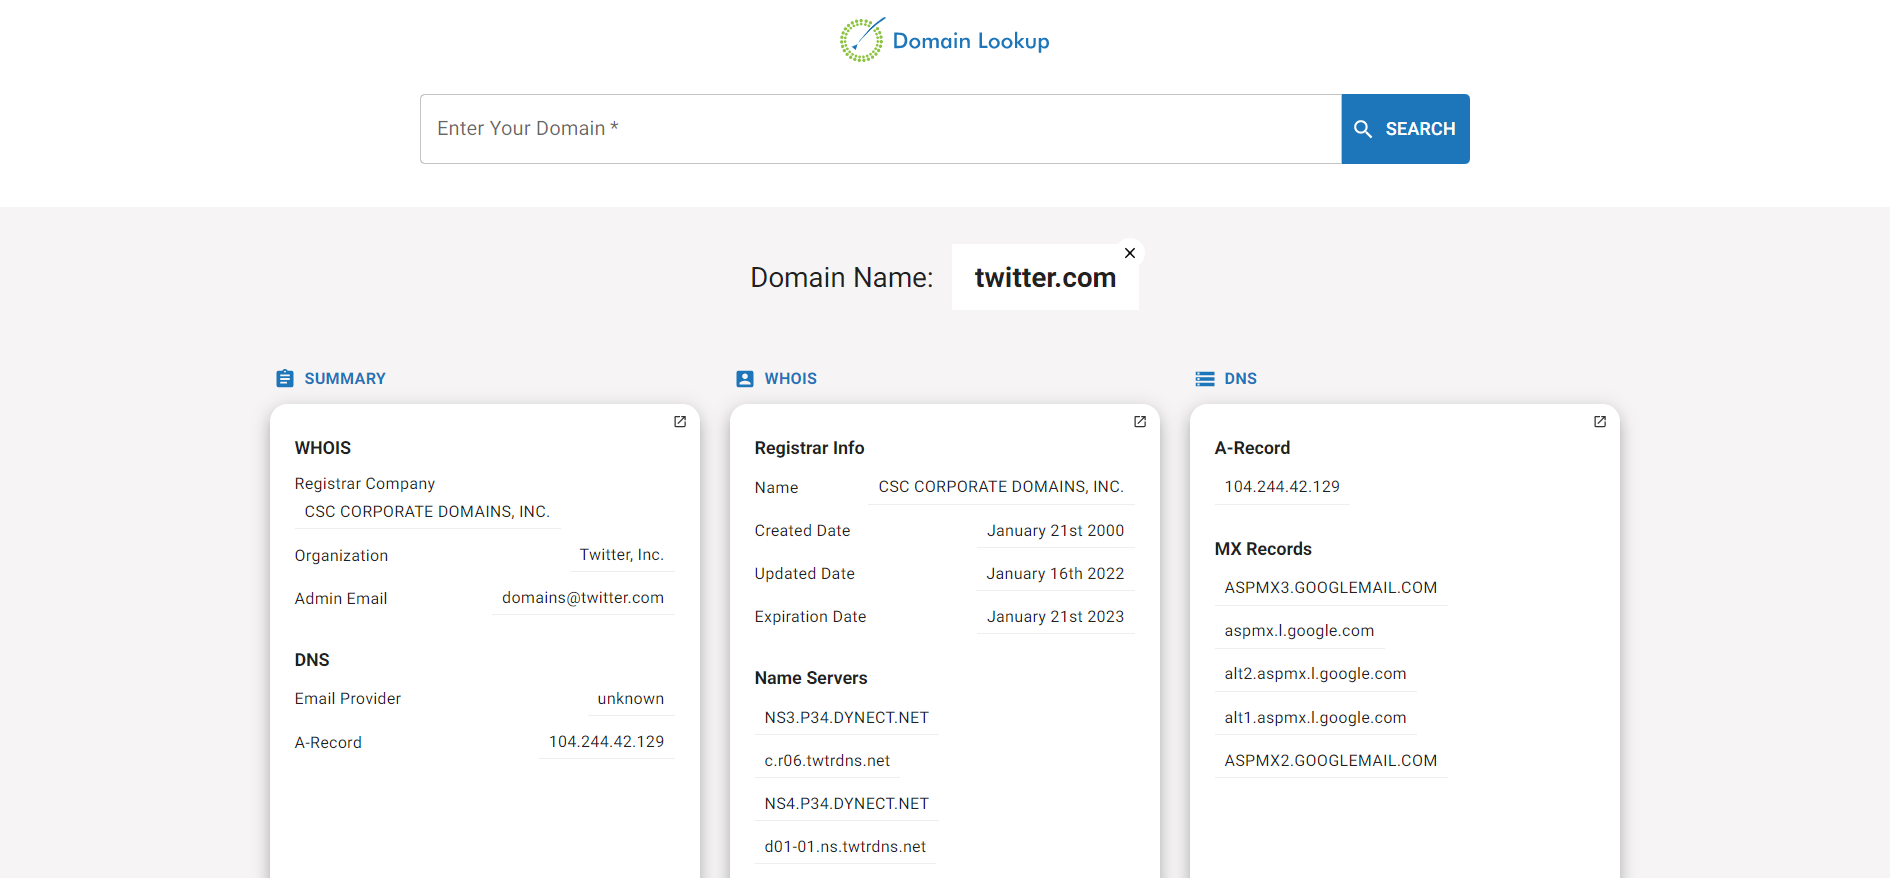 Domain Lookup
Enter Your Domain *
SEARCH
Domain Name: twitter.com
SUMMARY
WHOIS
Registrar Company
CSC CORPORATE DOMAINS, INC.
Organization Twitter, Inc.
Admin Email domains@twitter.com
DNS
Email Provider unknown
A-Record 104.244.42.129
WHOIS
Registrar Info
Name CSC CORPORATE DOMAINS, INC.
Created Date January 21st 2000
Updated Date January 16th 2022
Expiration Date January 21st 2023
Name Servers
NS3.P34.DYNECT.NET
c.r06.twtrdns.net
NS4.P34.DYNECT.NET
d01-01.ns.twtrdns.net
DNS
A-Record
104.244.42.129
MX Records
ASPMX3.GOOGLEMAIL.COM
aspmx.l.google.com
alt2.aspmx.l.google.com
alt1.aspmx.l.google.com
ASPMX2.GOOGLEMAIL.COM